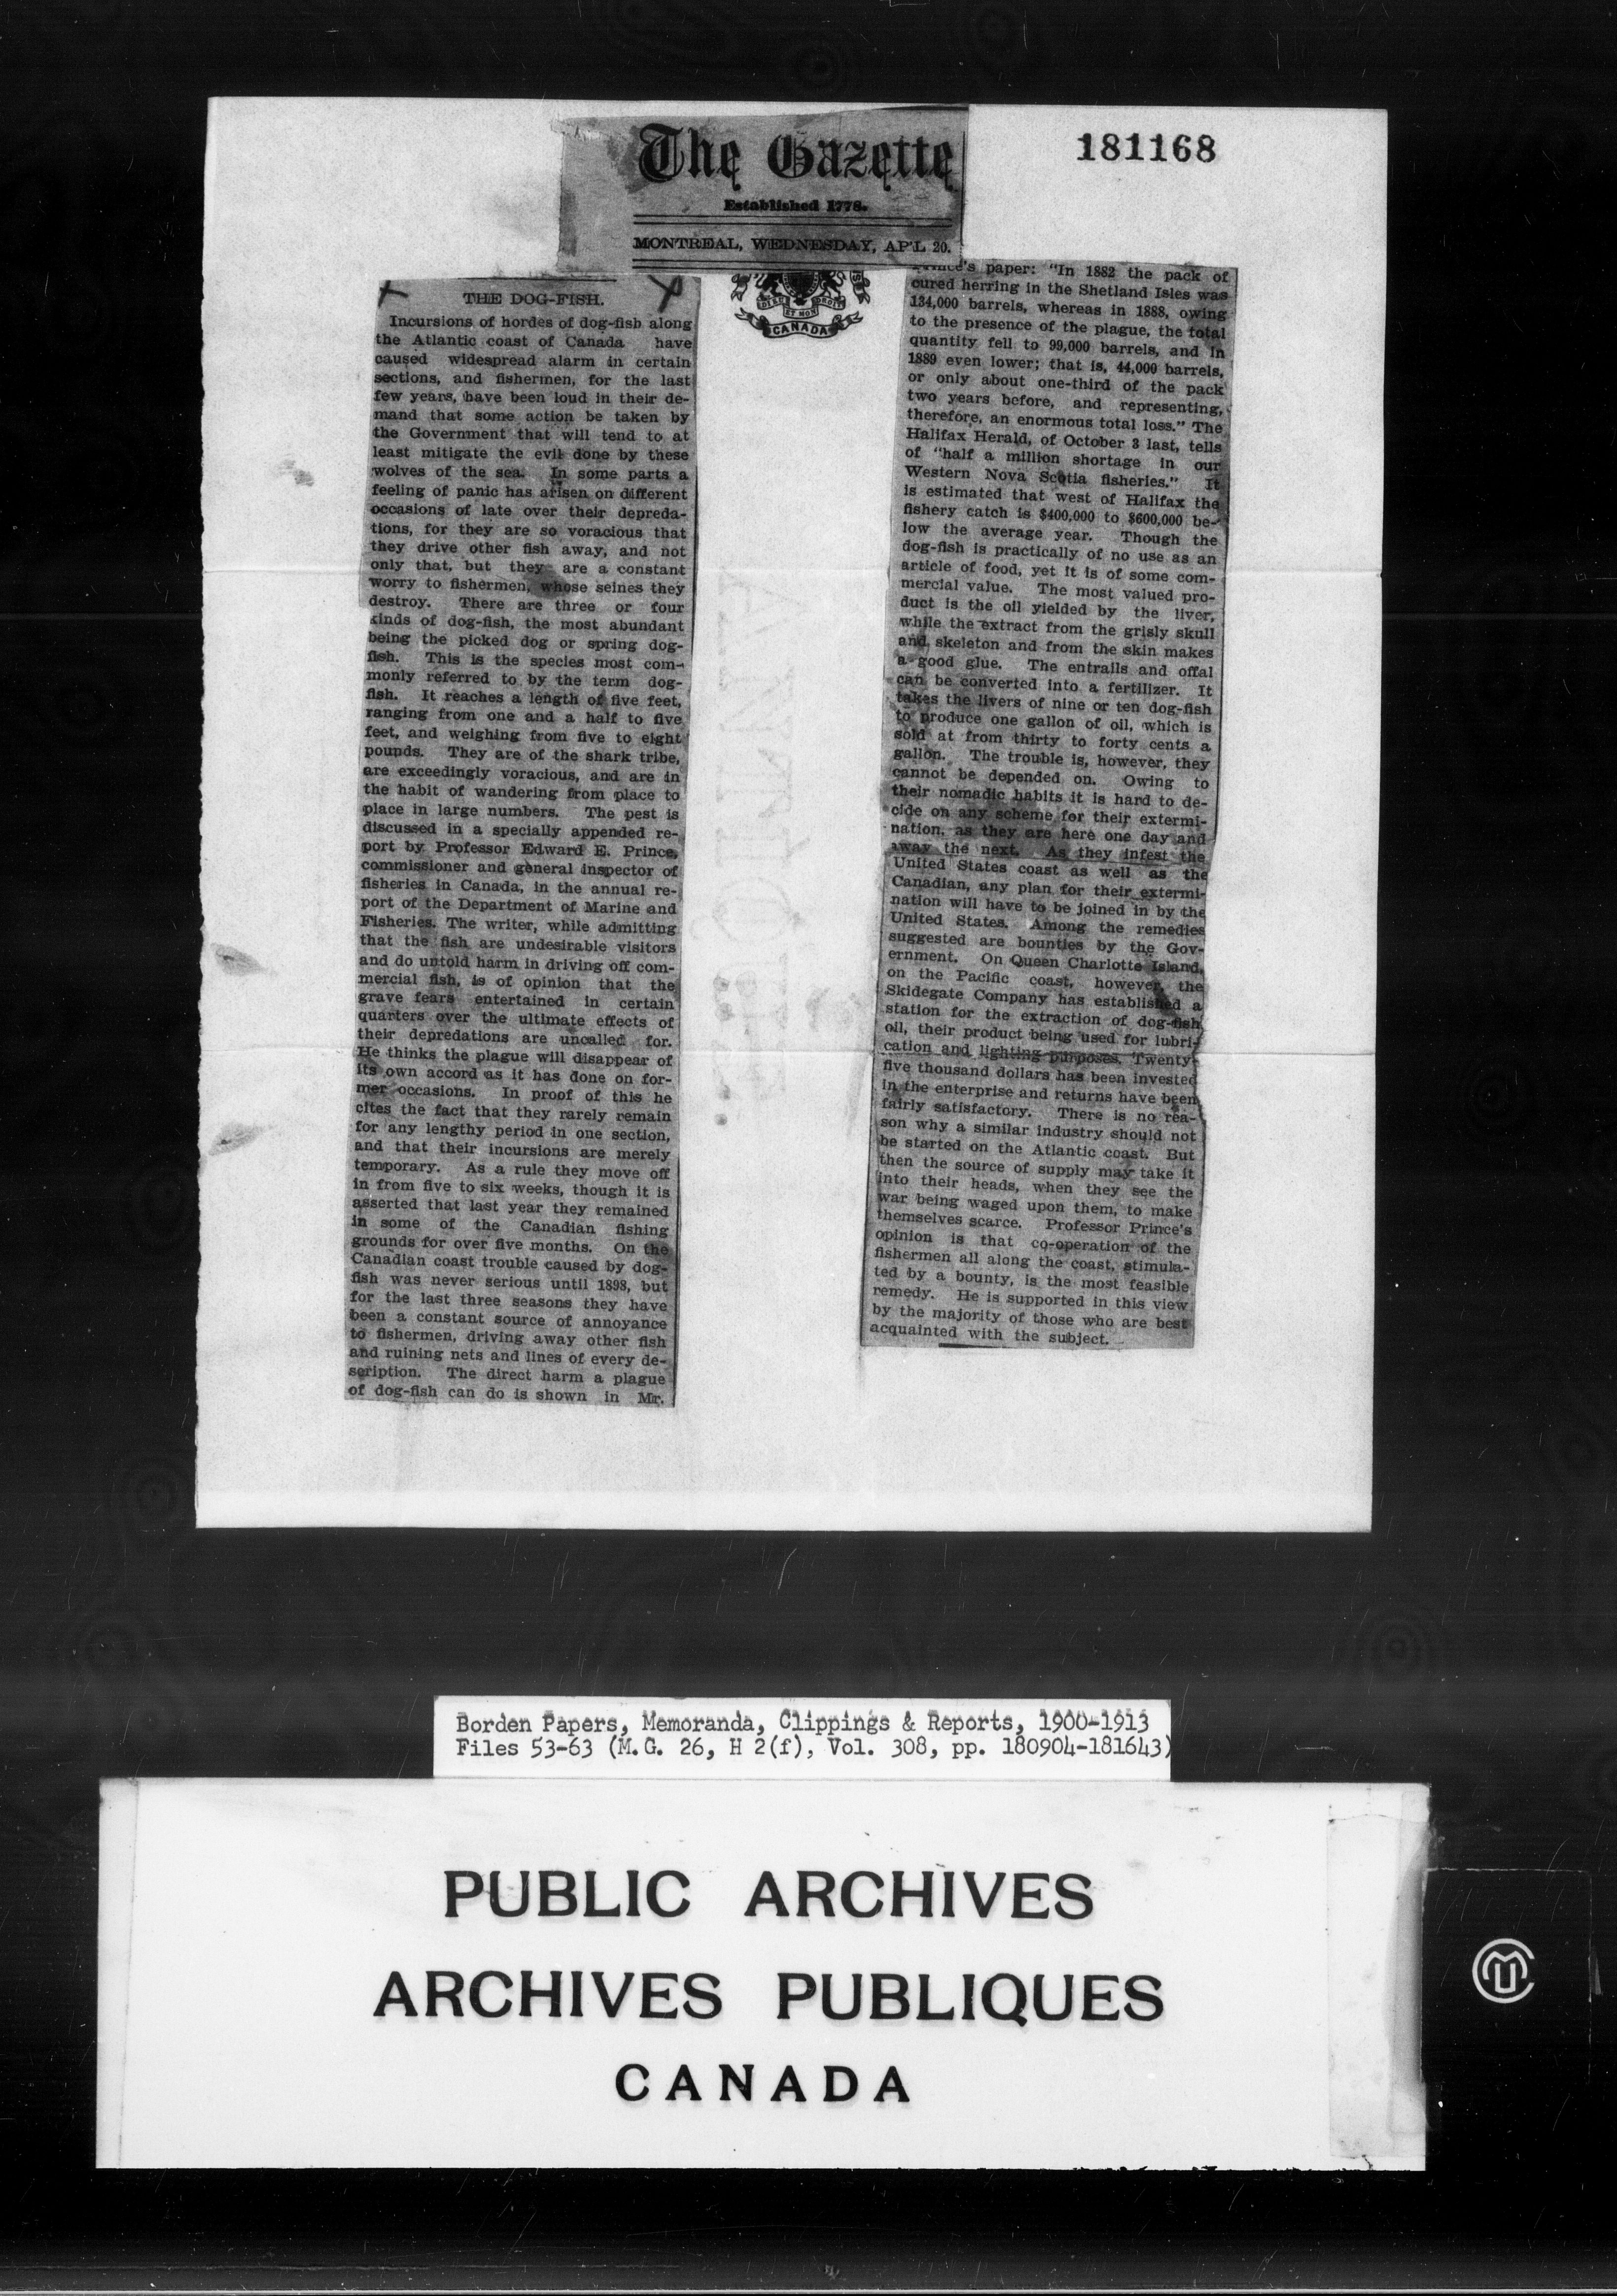 181168
The Gazette
Established 1778.
MONTREAL, WEDNESDAY, AP'L 20.
DIEU ET MON DROIT
CANADA
THE DOG-FISH.
Incursions of hordes of dog-fish along
the Atlantic coast of Canada have
caused widespread alarm in certain
sections, and fishermen, for the last
few years, have been loud in their de-
mand that some action be taken by
the Government that will tend to at
least mitigate the evil done by these
wolves of the sea. In some parts a
feeling of panic has arisen on different
occasions of late over their depreda-
tions, for they are so voracious that
they drive other fish away, and not
only that, but they are a constant
worry to fishermen, whose seines they
destroy. There are three or four
kinds of dog-fish, the most abundant
being the picked dog or spring dog-
fish. This is the species most com-
monly referred to by the term dog-
fish. It reaches a length of five feet,
ranging from one and a half to five
feet, and weighing from five to eight
pounds. They are of the shark tribe,
are exceedingly voracious, and are in
the habit of wandering from place to
place in large numbers. The pest is
discussed in a specially appended re-
port by Professor Edward E. Prince,
commissioner and general inspector of
fisheries in Canada, in the annual re-
port of the Department of Marine and
Fisheries. The writer, while admitting
that the fish are undesirable visitors
and do untold harm in driving off com-
mercial fish, is of opinion that the
grave fears entertained in certain
quarters over the ultimate effects of
their depredations are uncalled for.
He thinks the plague will disappear of
its own accord as it has done on for-
mer occasions. In proof of this he
cites the fact that they rarely remain
for any lengthy period in one section,
and that their incursions are merely
temporary. As a rule they move off
in from five to six weeks, though it is
asserted that last year they remained
in some of the Canadian fishing
grounds for over five months. On the
Canadian coast trouble caused by dog-
fish was never serious until 1898, but
for the last three seasons they have
been a constant source of annoyance
to fishermen, driving away other fish
and ruining nets and lines of every de-
scription. The direct harm a plague
of dog-fish can do is shown in Mr.
Prince's paper: "In 1882 the pack of
cured herring in the Shetland Isles was
134,000 barrels, whereas in 1888, owing
to the presence of the plague, the total
quantity fell to 99,000 barrels, and in
1889 even lower; that is, 44,000 barrels,
or only about one-third of the pack
two years before, and representing,
therefore, an enormous total loss." The
Halifax Herald, of October 3 last, tells
of "half a million shortage in our
Western Nova Scotia fisheries." It
is estimated that west of Halifax the
fishery catch is $400,000 to $600,000 be-
low the average year. Though the
dog-fish is practically of no use as an
article of food, yet it is of some com-
mercial value. The most valued pro-
duct is the oil yielded by the liver,
while the extract from the grisly skull
and skeleton and from the skin makes
a good glue. The entrails and offal
can be converted into a fertilizer. It
takes the livers of nine or ten dog-fish
to produce one gallon of oil, which is
sold at from thirty to forty cents a
gallon. The trouble is, however, they
cannot be depended on. Owing to
their nomadic habits it is hard to de-
cide on any scheme for their extermi-
nation, as they are here one day and
away the next. As they infest the
United States coast as well as the
Canadian, any plan for their extermi-
nation will have to be joined in by the
United States. Among the remedies
suggested are bounties by the Gov-
ernment. On Queen Charlotte Island,
on the Pacific coast, however, the
Skidegate Company has established a
station for the extraction of dog-fish
oil, their product being used for lubri-
cation and lighting purposes. Twenty-
five thousand dollars has been invested
in the enterprise and returns have been
fairly satisfactory. There is no rea-
son why a similar industry should not
be started on the Atlantic coast. But
then the source of supply may take it
into their heads, when they see the
war being waged upon them, to make
themselves scarce. Professor Prince's
opinion is that co-operation of the
fishermen all along the coast, stimula-
ted by a bounty, is the most feasible
remedy. He is supported in this view
by the majority of those who are best
acquainted with the subject.
Borden Papers, Memoranda, Clippings & Reports, 1900-1913
Files 53-63 (M.G. 26, H 2(f), Vol. 308, pp. 180904-181643)
PUBLIC ARCHIVES
ARCHIVES PUBLIQUES
CANADA